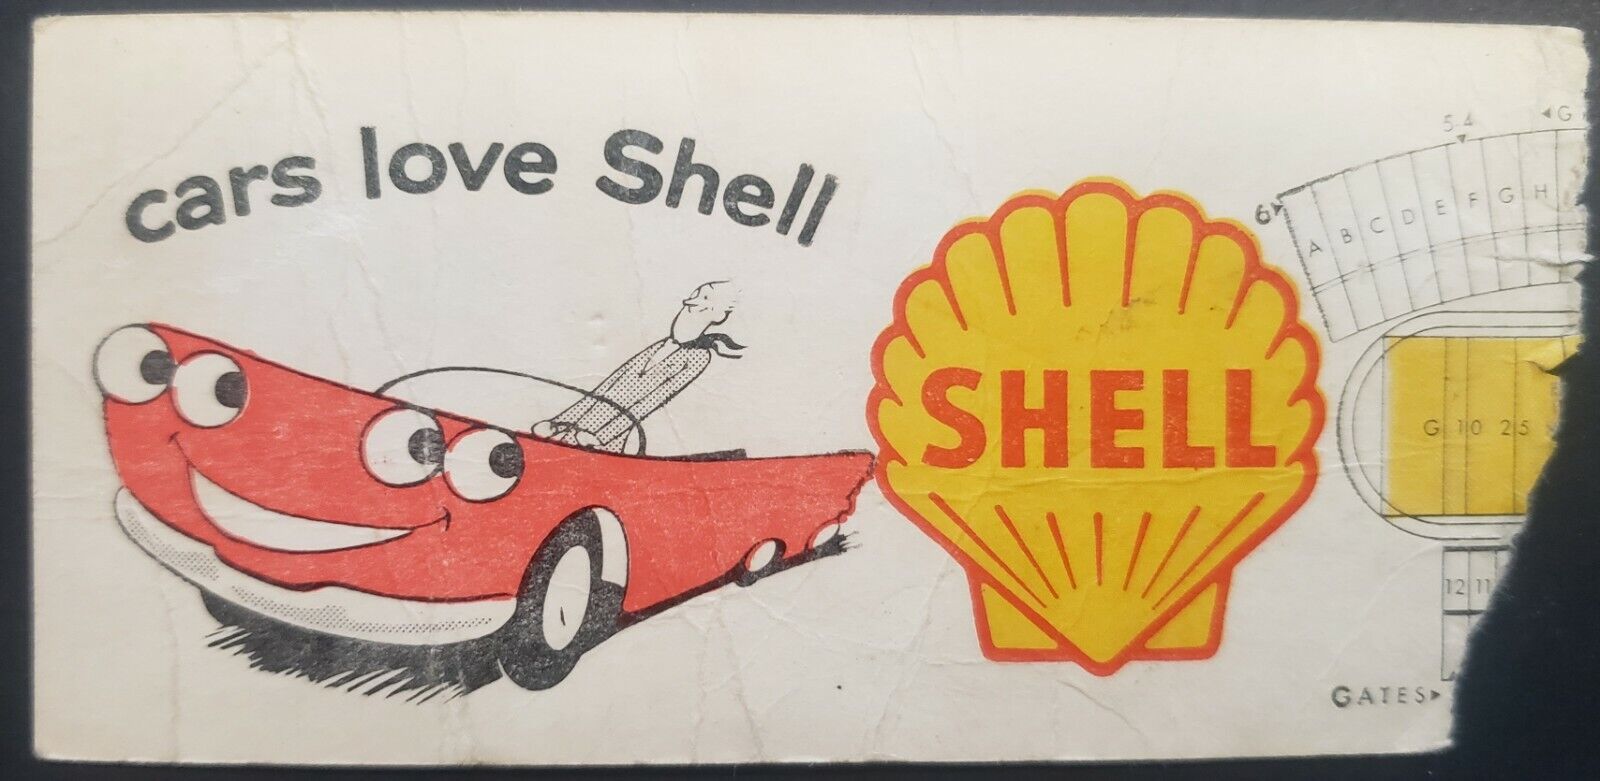 cars love Shell
SHELL
5-4
◄G
6
A B C D E F G H
G 10 25
12 11
GATES►